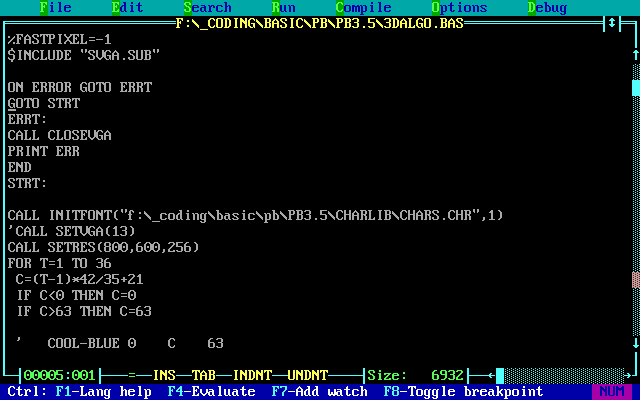 File Edit Search Run Compile Options Debug
F:\_CODING\BASIC\PB\PB3.5\3DALGO.BAS
%FASTPIXEL=-1
$INCLUDE "SVGA.SUB"
ON ERROR GOTO ERRT
GOTO STRT
ERRT:
CALL CLOSEVGA
PRINT ERR
END
STRT:
CALL INITFONT("f:\_coding\basic\pb\PB3.5\CHARLIB\CHARS.CHR",1)
'CALL SETVGA(13)
CALL SETRES(800,600,256)
FOR T=1 TO 36
C=(T-1)*42/35+21
IF C<0 THEN C=0
IF C>63 THEN C=63
' COOL-BLUE 0 C 63
00005:001 = INS TAB INDNT UNDNT Size: 6932
Ctrl: F1-Lang help F4-Evaluate F7-Add watch F8-Toggle breakpoint NUM